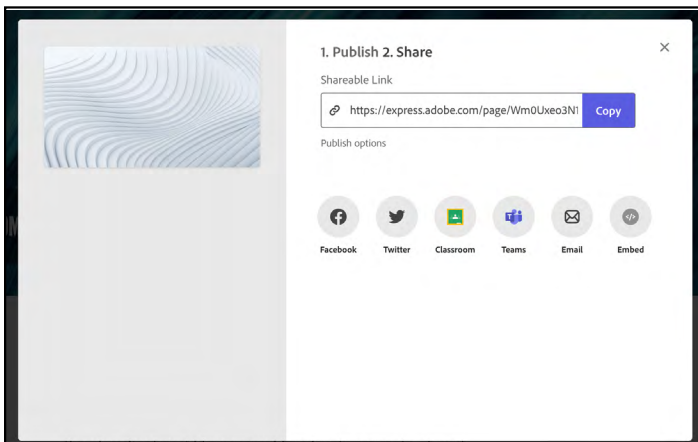 1. Publish 2. Share
Shareable Link
https://express.adobe.com/page/Wm0Uxeo3N1
Copy
Publish options
Facebook Twitter Classroom Teams Email Embed